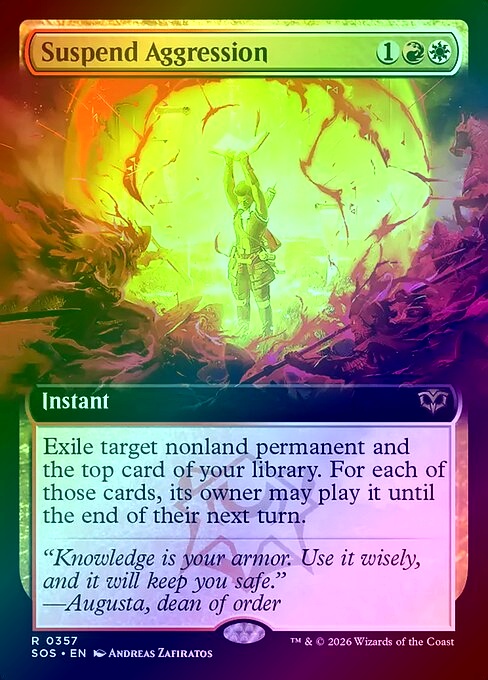 Suspend Aggression 1
Instant
Exile target nonland permanent and
the top card of your library. For each of
those cards, its owner may play it until
the end of their next turn.
“Knowledge is your armor. Use it wisely,
and it will keep you safe.”
—Augusta, dean of order
R 0357
SOS • EN Andreas Zafiratos
™ & © 2026 Wizards of the Coast